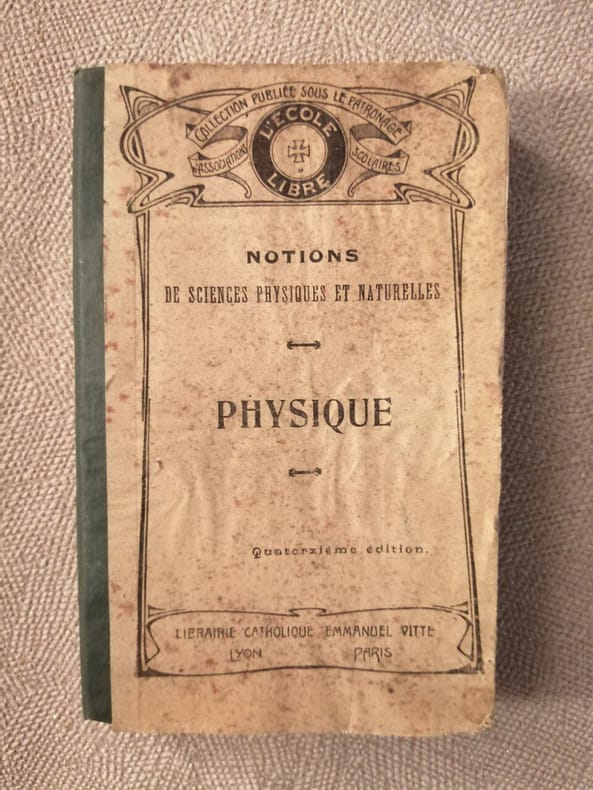 COLLECTION PUBLIÉE SOUS LE PATRONAGE
D'ASSOCIATIONS SCOLAIRES
L'ÉCOLE
LIBRE
NOTIONS
DE SCIENCES PHYSIQUES ET NATURELLES
PHYSIQUE
Quatorzième édition.
LIBRAIRIE CATHOLIQUE EMMANUEL VITTE
LYON PARIS